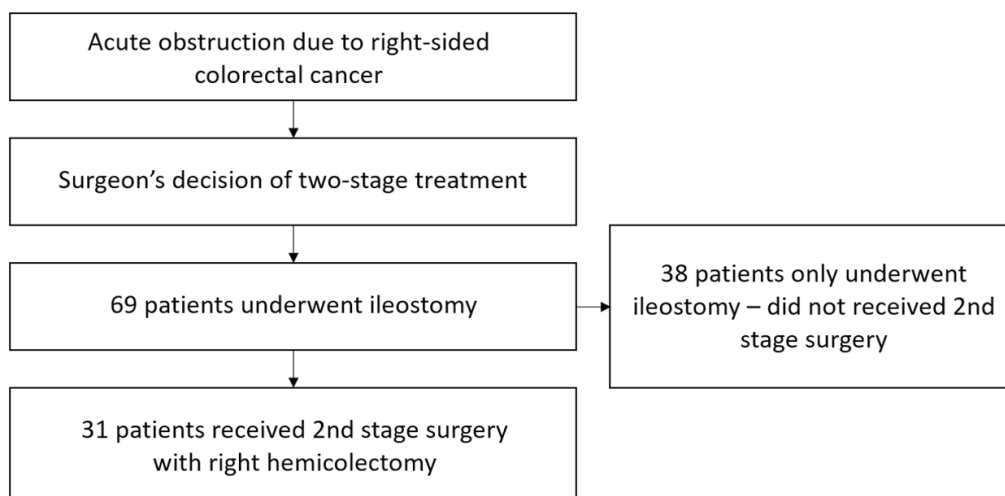 Acute obstruction due to right-sided
colorectal cancer
Surgeon’s decision of two-stage treatment
69 patients underwent ileostomy
38 patients only underwent
ileostomy – did not received 2nd
stage surgery
31 patients received 2nd stage surgery
with right hemicolectomy